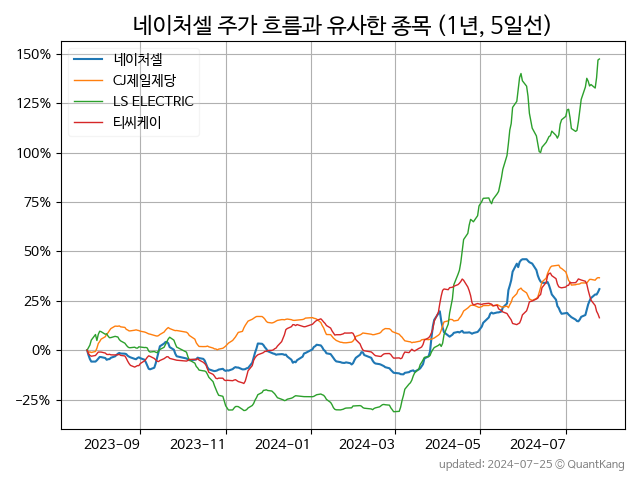 네이처셀 주가 흐름과 유사한 종목 (1년, 5일선)
150%
125%
100%
75%
50%
25%
0%
−25%
네이처셀
CJ제일제당
LS ELECTRIC
티씨케이
2023-09
2023-11
2024-01
2024-03
2024-05
2024-07
updated: 2024-07-25 © QuantKang